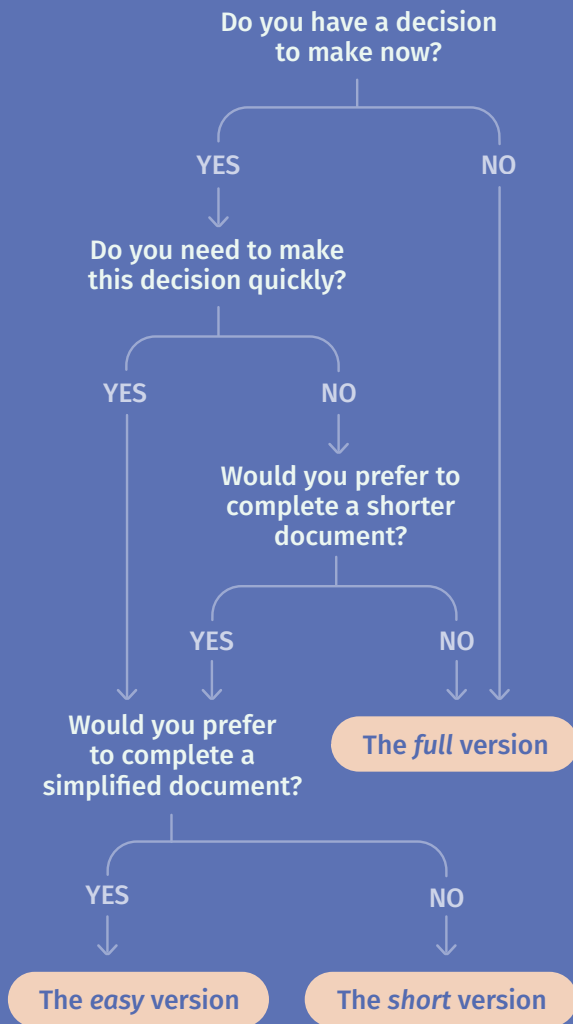 Do you have a decision
to make now?
YES
NO
Do you need to make
this decision quickly?
YES
NO
Would you prefer to
complete a shorter
document?
YES
NO
Would you prefer
to complete a
simplified document?
The full version
YES
NO
The easy version
The short version